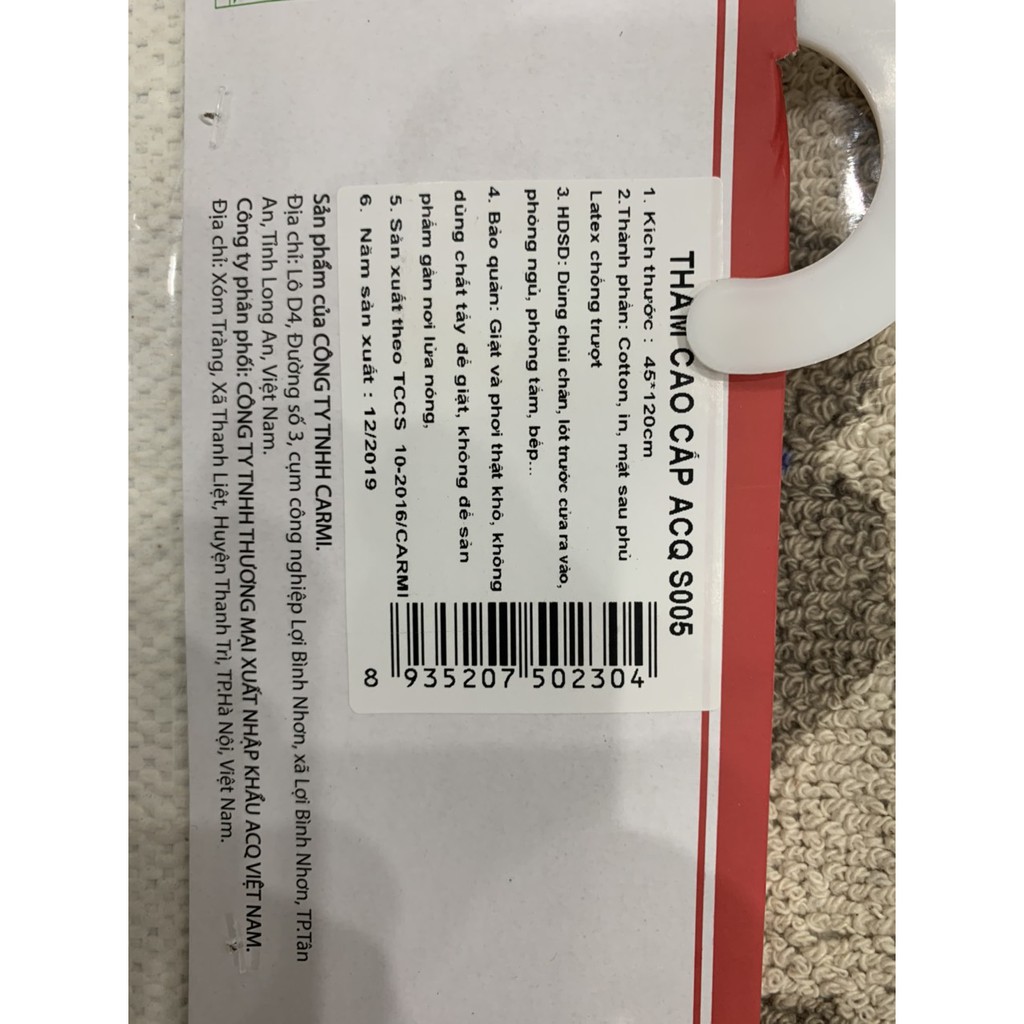 THẢM CAO CẤP ACQ S005
1. Kích thước : 45*120cm
2. Thành phần: Cotton, in, mặt sau phủ
Latex chống trượt
3. HDSD: Dùng chùi chân, lót trước cửa ra vào,
phòng ngủ, phòng tắm, bếp...
4. Bảo quản: Giặt và phơi thật khô, không
dùng chất tẩy để giặt, không để sản
phẩm gần nơi lửa nóng,
5. Sản xuất theo TCCS 10-2016/CARMI
6. Năm sản xuất : 12/2019
8 935207 502304
Sản phẩm của CÔNG TY TNHH CARMI.
Địa chỉ: Lô D4, Đường số 3, cụm công nghiệp Lợi Bình Nhơn, xã Lợi Bình Nhơn, TP.Tân
An, Tỉnh Long An, Việt Nam.
Công ty phân phối: CÔNG TY TNHH THƯƠNG MẠI XUẤT NHẬP KHẨU ACQ VIỆT NAM.
Địa chỉ: Xóm Tràng, Xã Thanh Liệt, Huyện Thanh Trì, TP.Hà Nội, Việt Nam.